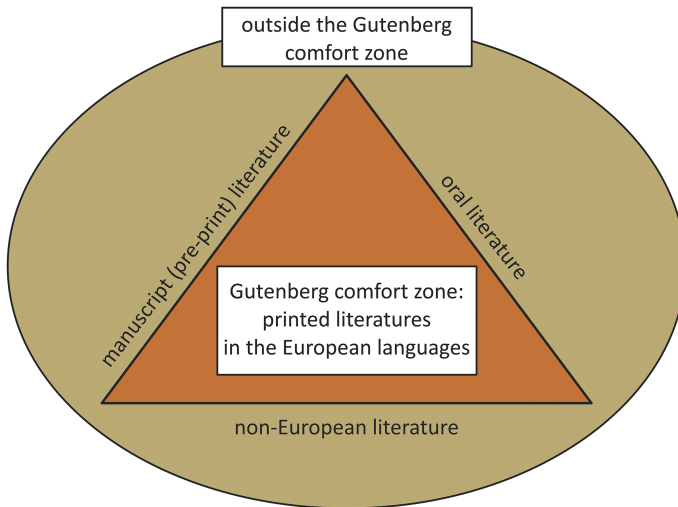 outside the Gutenberg
comfort zone
manuscript (pre-print) literature
oral literature
Gutenberg comfort zone:
printed literatures
in the European languages
non-European literature